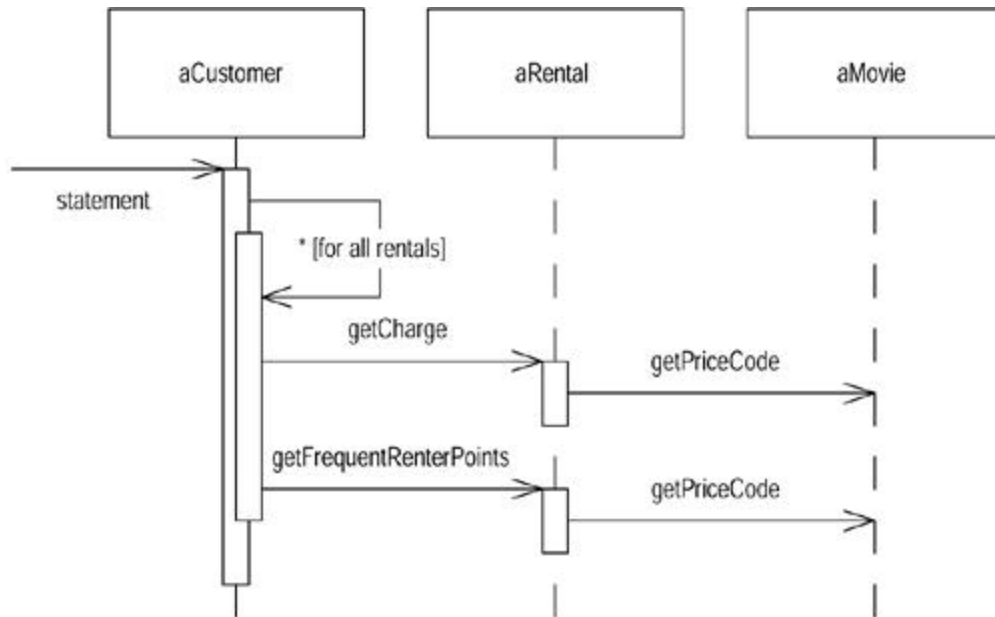 aCustomer
aRental
aMovie
statement
* [for all rentals]
getCharge
getPriceCode
getFrequentRenterPoints
getPriceCode